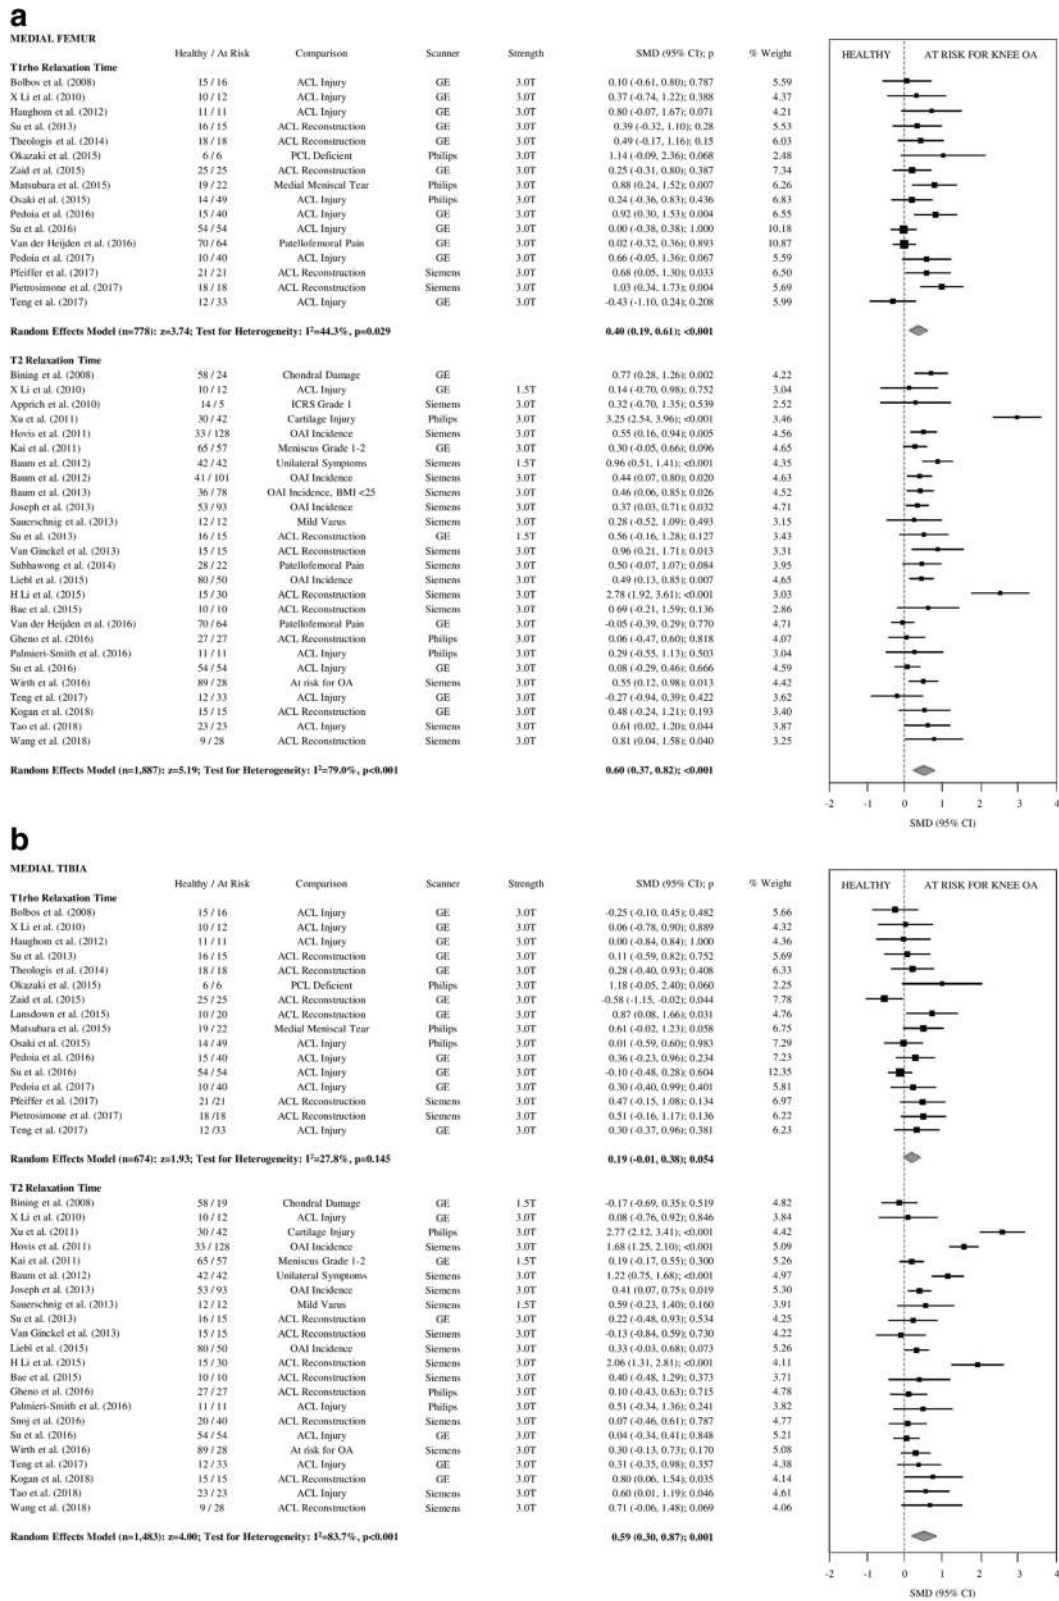 a
MEDIAL FEMUR
Healthy / At Risk Comparison Scanner Strength SMD (95% CI); p % Weight HEALTHY AT RISK FOR KNEE OA
T1rho Relaxation Time
Bolbos et al. (2008) 15 / 16 ACL Injury GE 3.0T 0.10 (-0.61, 0.80); 0.787 5.59
X Li et al. (2010) 10 / 12 ACL Injury GE 3.0T 0.37 (-0.74, 1.22); 0.388 4.37
Haughom et al. (2012) 11 / 11 ACL Injury GE 3.0T 0.80 (-0.07, 1.67); 0.071 4.21
Su et al. (2013) 16 / 15 ACL Reconstruction GE 3.0T 0.39 (-0.32, 1.10); 0.28 5.53
Theologis et al. (2014) 18 / 18 ACL Reconstruction GE 3.0T 0.49 (-0.17, 1.16); 0.15 6.03
Okazaki et al. (2015) 6 / 6 PCL Deficient Philips 3.0T 1.14 (-0.09, 2.36); 0.068 2.48
Zaid et al. (2015) 25 / 25 ACL Reconstruction GE 3.0T 0.25 (-0.31, 0.80); 0.387 7.34
Matsubara et al. (2015) 19 / 22 Medial Meniscal Tear Philips 3.0T 0.88 (0.24, 1.52); 0.007 6.26
Osaki et al. (2015) 14 / 49 ACL Injury Philips 3.0T 0.24 (-0.36, 0.83); 0.436 6.83
Pedoia et al. (2016) 15 / 40 ACL Injury GE 3.0T 0.92 (0.30, 1.53); 0.004 6.55
Su et al. (2016) 54 / 54 ACL Injury GE 3.0T 0.00 (-0.38, 0.38); 1.000 10.18
Van der Heijden et al. (2016) 70 / 64 Patellofemoral Pain GE 3.0T 0.02 (-0.32, 0.36); 0.893 10.87
Pedoia et al. (2017) 10 / 40 ACL Injury GE 3.0T 0.66 (-0.05, 1.36); 0.067 5.59
Pfeiffer et al. (2017) 21 / 21 ACL Reconstruction Siemens 3.0T 0.68 (0.05, 1.30); 0.033 6.50
Pietrosimone et al. (2017) 18 / 18 ACL Reconstruction Siemens 3.0T 1.03 (0.34, 1.73); 0.004 5.69
Teng et al. (2017) 12 / 33 ACL Injury GE 3.0T -0.43 (-1.10, 0.24); 0.208 5.99
Random Effects Model (n=778): z=3.74; Test for Heterogeneity: I²=44.3%, p=0.029 0.40 (0.19, 0.61); <0.001
T2 Relaxation Time
Bining et al. (2008) 58 / 24 Chondral Damage GE 0.77 (0.28, 1.26); 0.002 4.22
X Li et al. (2010) 10 / 12 ACL Injury GE 1.5T 0.14 (-0.70, 0.98); 0.752 3.04
Apprich et al. (2010) 14 / 5 ICRS Grade 1 Siemens 3.0T 0.32 (-0.70, 1.35); 0.539 2.52
Xu et al. (2011) 30 / 42 Cartilage Injury Philips 3.0T 3.25 (2.54, 3.96); <0.001 3.46
Hovis et al. (2011) 33 / 128 OAI Incidence Siemens 3.0T 0.55 (0.16, 0.94); 0.005 4.56
Kai et al. (2011) 65 / 57 Meniscus Grade 1-2 GE 3.0T 0.30 (-0.05, 0.66); 0.096 4.65
Baum et al. (2012) 42 / 42 Unilateral Symptoms Siemens 1.5T 0.96 (0.51, 1.41); <0.001 4.35
Baum et al. (2012) 41 / 101 OAI Incidence Siemens 3.0T 0.44 (0.07, 0.80); 0.020 4.63
Baum et al. (2013) 36 / 78 OAI Incidence, BMI <25 Siemens 3.0T 0.46 (0.06, 0.85); 0.026 4.52
Joseph et al. (2013) 53 / 93 OAI Incidence Siemens 3.0T 0.37 (0.03, 0.71); 0.032 4.71
Sauerschnig et al. (2013) 12 / 12 Mild Varus Siemens 3.0T 0.28 (-0.52, 1.09); 0.493 3.15
Su et al. (2013) 16 / 15 ACL Reconstruction GE 1.5T 0.56 (-0.16, 1.28); 0.127 3.43
Van Ginckel et al. (2013) 15 / 15 ACL Reconstruction Siemens 3.0T 0.96 (0.21, 1.71); 0.013 3.31
Subhawong et al. (2014) 28 / 22 Patellofemoral Pain Siemens 3.0T 0.50 (-0.07, 1.07); 0.084 3.95
Liebl et al. (2015) 80 / 50 OAI Incidence Siemens 3.0T 0.49 (0.13, 0.85); 0.007 4.65
H Li et al. (2015) 15 / 30 ACL Reconstruction Siemens 3.0T 2.78 (1.92, 3.61); <0.001 3.03
Bae et al. (2015) 10 / 10 ACL Reconstruction Siemens 3.0T 0.69 (-0.21, 1.59); 0.136 2.86
Van der Heijden et al. (2016) 70 / 64 Patellofemoral Pain GE 3.0T -0.05 (-0.39, 0.29); 0.770 4.71
Gheno et al. (2016) 27 / 27 ACL Reconstruction Philips 3.0T 0.06 (-0.47, 0.60); 0.818 4.07
Palmieri-Smith et al. (2016) 11 / 11 ACL Injury Philips 3.0T 0.29 (-0.55, 1.13); 0.503 3.04
Su et al. (2016) 54 / 54 ACL Injury GE 3.0T 0.08 (-0.29, 0.46); 0.666 4.59
Wirth et al. (2016) 89 / 28 At risk for OA Siemens 3.0T 0.55 (0.12, 0.98); 0.013 4.42
Teng et al. (2017) 12 / 33 ACL Injury GE 3.0T -0.27 (-0.94, 0.39); 0.422 3.62
Kogan et al. (2018) 15 / 15 ACL Reconstruction GE 3.0T 0.48 (-0.24, 1.21); 0.193 3.40
Tao et al. (2018) 23 / 23 ACL Injury Siemens 3.0T 0.61 (0.02, 1.20); 0.044 3.87
Wang et al. (2018) 9 / 28 ACL Reconstruction Siemens 3.0T 0.81 (0.04, 1.58); 0.040 3.25
Random Effects Model (n=1,887): z=5.19; Test for Heterogeneity: I²=79.0%, p<0.001 0.60 (0.37, 0.82); <0.001
-2 -1 0 1 2 3 4
SMD (95% CI)
b
MEDIAL TIBIA
Healthy / At Risk Comparison Scanner Strength SMD (95% CI); p % Weight HEALTHY AT RISK FOR KNEE OA
T1rho Relaxation Time
Bolbos et al. (2008) 15 / 16 ACL Injury GE 3.0T -0.25 (-0.10, 0.45); 0.482 5.66
X Li et al. (2010) 10 / 12 ACL Injury GE 3.0T 0.06 (-0.78, 0.90); 0.889 4.32
Haughom et al. (2012) 11 / 11 ACL Injury GE 3.0T 0.00 (-0.84, 0.84); 1.000 4.36
Su et al. (2013) 16 / 15 ACL Reconstruction GE 3.0T 0.11 (-0.59, 0.82); 0.752 5.69
Theologis et al. (2014) 18 / 18 ACL Reconstruction GE 3.0T 0.28 (-0.40, 0.93); 0.408 6.33
Okazaki et al. (2015) 6 / 6 PCL Deficient Philips 3.0T 1.18 (-0.05, 2.40); 0.060 2.25
Zaid et al. (2015) 25 / 25 ACL Reconstruction GE 3.0T -0.58 (-1.15, -0.02); 0.044 7.78
Lansdown et al. (2015) 10 / 20 ACL Reconstruction GE 3.0T 0.87 (0.08, 1.66); 0.031 4.76
Matsubara et al. (2015) 19 / 22 Medial Meniscal Tear Philips 3.0T 0.61 (-0.02, 1.23); 0.058 6.75
Osaki et al. (2015) 14 / 49 ACL Injury Philips 3.0T 0.01 (-0.59, 0.60); 0.983 7.29
Pedoia et al. (2016) 15 / 40 ACL Injury GE 3.0T 0.36 (-0.23, 0.96); 0.234 7.23
Su et al. (2016) 54 / 54 ACL Injury GE 3.0T -0.10 (-0.48, 0.28); 0.604 12.35
Pedoia et al. (2017) 10 / 40 ACL Injury GE 3.0T 0.30 (-0.40, 0.99); 0.401 5.81
Pfeiffer et al. (2017) 21 /21 ACL Reconstruction Siemens 3.0T 0.47 (-0.15, 1.08); 0.134 6.97
Pietrosimone et al. (2017) 18 /18 ACL Reconstruction Siemens 3.0T 0.51 (-0.16, 1.17); 0.136 6.22
Teng et al. (2017) 12 /33 ACL Injury GE 3.0T 0.30 (-0.37, 0.96); 0.381 6.23
Random Effects Model (n=674): z=1.93; Test for Heterogeneity: I²=27.8%, p=0.145 0.19 (-0.01, 0.38); 0.054
T2 Relaxation Time
Bining et al. (2008) 58 / 19 Chondral Damage GE 1.5T -0.17 (-0.69, 0.35); 0.519 4.82
X Li et al. (2010) 10 / 12 ACL Injury GE 3.0T 0.08 (-0.76, 0.92); 0.846 3.84
Xu et al. (2011) 30 / 42 Cartilage Injury Philips 3.0T 2.77 (2.12, 3.41); <0.001 4.42
Hovis et al. (2011) 33 / 128 OAI Incidence Siemens 3.0T 1.68 (1.25, 2.10); <0.001 5.09
Kai et al. (2011) 65 / 57 Meniscus Grade 1-2 GE 1.5T 0.19 (-0.17, 0.55); 0.300 5.26
Baum et al. (2012) 42 / 42 Unilateral Symptoms Siemens 3.0T 1.22 (0.75, 1.68); <0.001 4.97
Joseph et al. (2013) 53 / 93 OAI Incidence Siemens 3.0T 0.41 (0.07, 0.75); 0.019 5.30
Sauerschnig et al. (2013) 12 / 12 Mild Varus Siemens 1.5T 0.59 (-0.23, 1.40); 0.160 3.91
Su et al. (2013) 16 / 15 ACL Reconstruction GE 3.0T 0.22 (-0.48, 0.93); 0.534 4.25
Van Ginckel et al. (2013) 15 / 15 ACL Reconstruction Siemens 3.0T -0.13 (-0.84, 0.59); 0.730 4.22
Liebl et al. (2015) 80 / 50 OAI Incidence Siemens 3.0T 0.33 (-0.03, 0.68); 0.073 5.26
H Li et al. (2015) 15 / 30 ACL Reconstruction Siemens 3.0T 2.06 (1.31, 2.81); <0.001 4.11
Bae et al. (2015) 10 / 10 ACL Reconstruction Siemens 3.0T 0.40 (-0.48, 1.29); 0.373 3.71
Gheno et al. (2016) 27 / 27 ACL Reconstruction Philips 3.0T 0.10 (-0.43, 0.63); 0.715 4.78
Palmieri-Smith et al. (2016) 11 / 11 ACL Injury Philips 3.0T 0.51 (-0.34, 1.36); 0.241 3.82
Snoj et al. (2016) 20 / 40 ACL Reconstruction Siemens 3.0T 0.07 (-0.46, 0.61); 0.787 4.77
Su et al. (2016) 54 / 54 ACL Injury GE 3.0T 0.04 (-0.34, 0.41); 0.848 5.21
Wirth et al. (2016) 89 / 28 At risk for OA Siemens 3.0T 0.30 (-0.13, 0.73); 0.170 5.08
Teng et al. (2017) 12 / 33 ACL Injury GE 3.0T 0.31 (-0.35, 0.98); 0.357 4.38
Kogan et al. (2018) 15 / 15 ACL Reconstruction GE 3.0T 0.80 (0.06, 1.54); 0.035 4.14
Tao et al. (2018) 23 / 23 ACL Injury Siemens 3.0T 0.60 (0.01, 1.19); 0.046 4.61
Wang et al. (2018) 9 / 28 ACL Reconstruction Siemens 3.0T 0.71 (-0.06, 1.48); 0.069 4.06
Random Effects Model (n=1,483): z=4.00; Test for Heterogeneity: I²=83.7%, p<0.001 0.59 (0.30, 0.87); 0.001
-2 -1 0 1 2 3 4
SMD (95% CI)